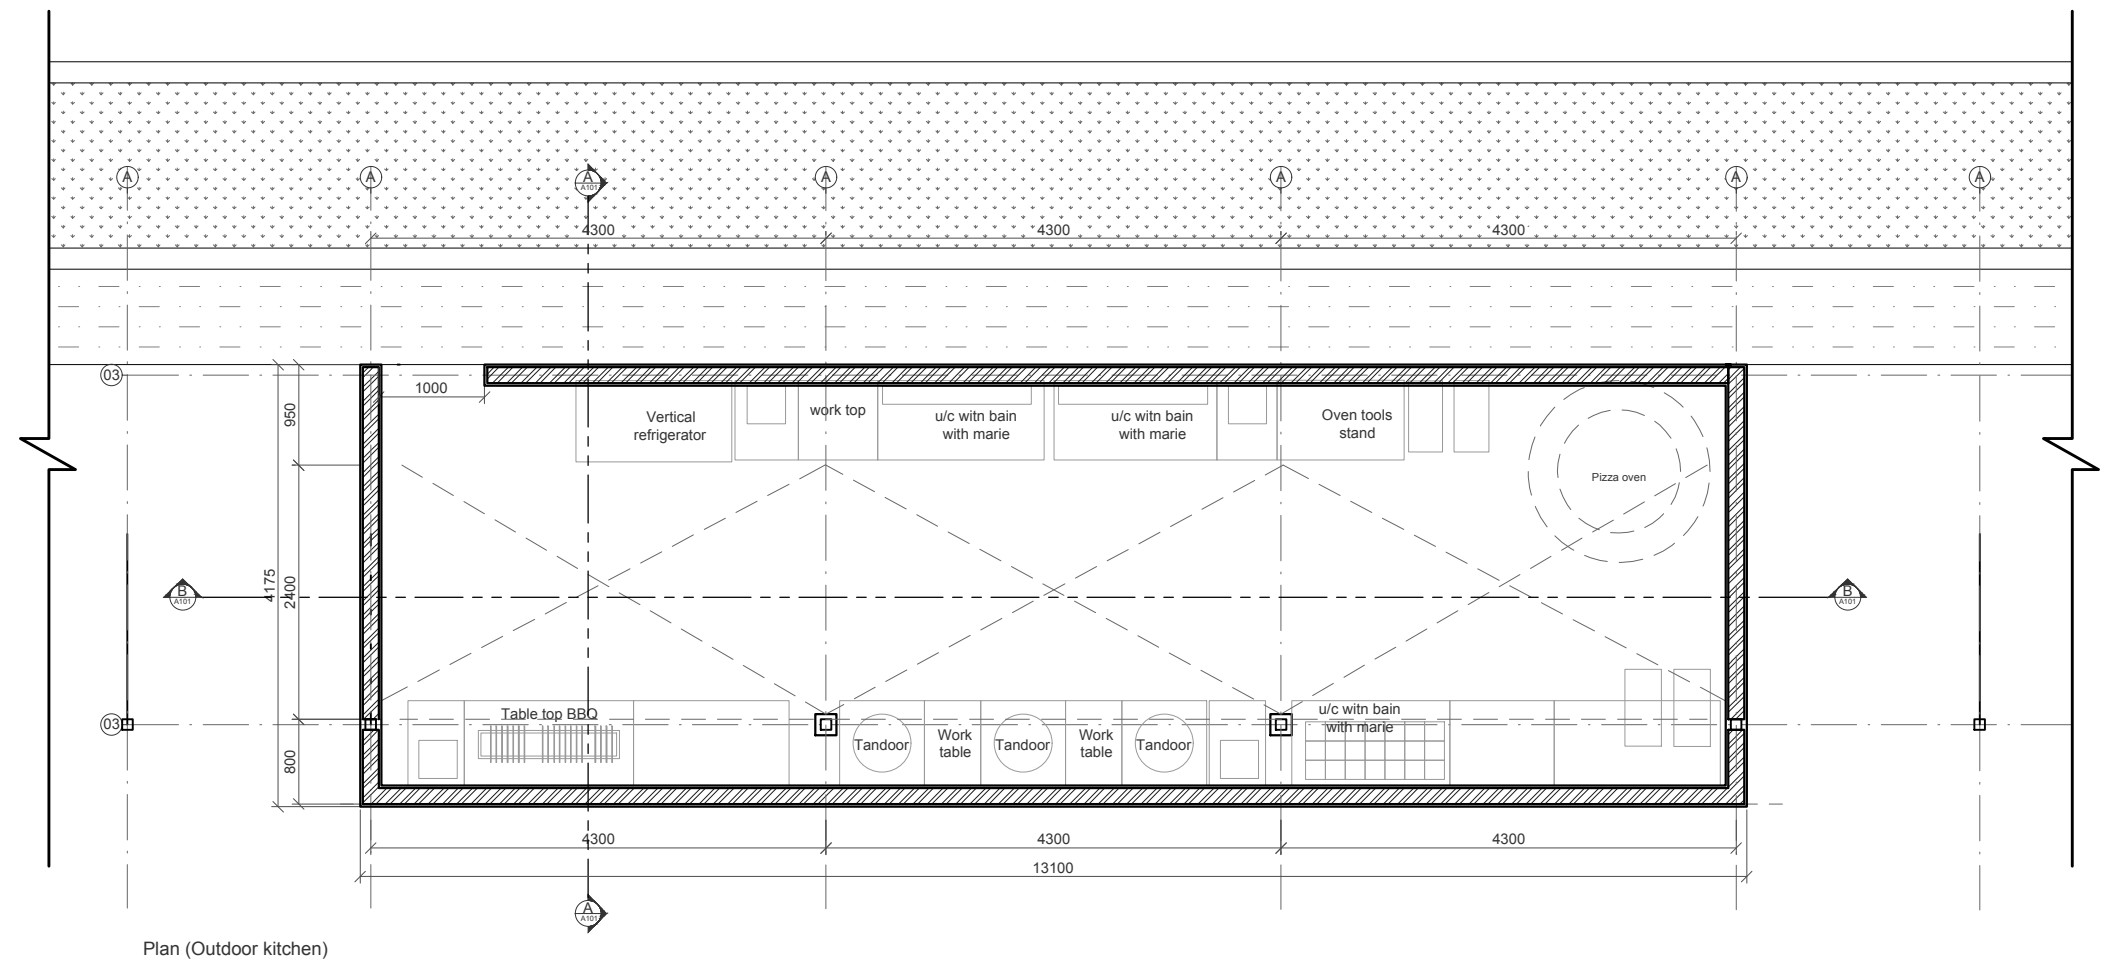 A
A
A
A101
A
A
A
A
4300
4300
4300
03
1000
950
Vertical
refrigerator
work top
u/c witn bain
with marie
u/c witn bain
with marie
Oven tools
stand
Pizza oven
4175
2400
B
A101
B
A101
03
800
Table top BBQ
Tandoor
Work
table
Tandoor
Work
table
Tandoor
u/c witn bain
with marie
4300
4300
4300
13100
A
A101
Plan (Outdoor kitchen)